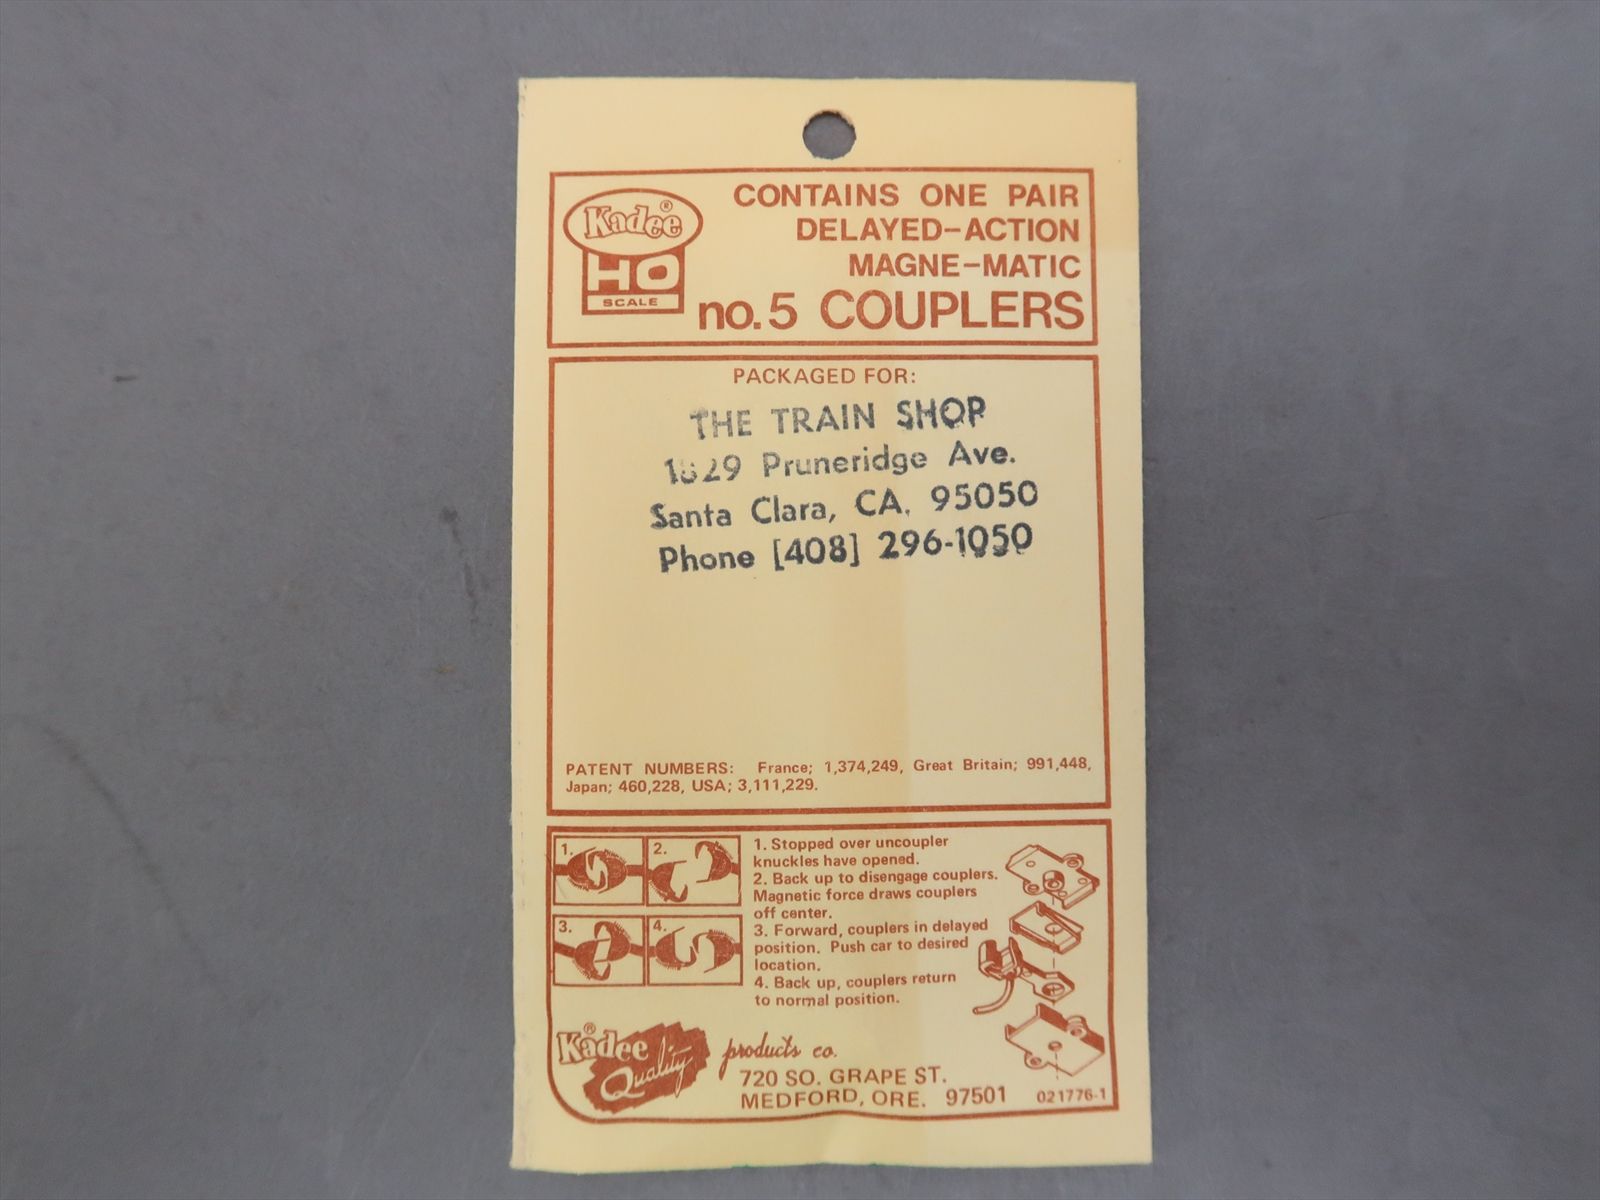 CONTAINS ONE PAIR
DELAYED-ACTION
MAGNE-MATIC
no.5 COUPLERS
Kadee®
HO
SCALE
PACKAGED FOR:
THE TRAIN SHOP
1829 Pruneridge Ave.
Santa Clara, CA. 95050
Phone [408] 296-1050
PATENT NUMBERS: France; 1,374,249, Great Britain; 991,448,
Japan; 460,228, USA; 3,111,229.
1.
2.
3.
4.
1. Stopped over uncoupler
knuckles have opened.
2. Back up to disengage couplers.
Magnetic force draws couplers
off center.
3. Forward, couplers in delayed
position. Push car to desired
location.
4. Back up, couplers return
to normal position.
Kadee®
Quality
products co.
720 SO. GRAPE ST.
MEDFORD, ORE. 97501
021776-1